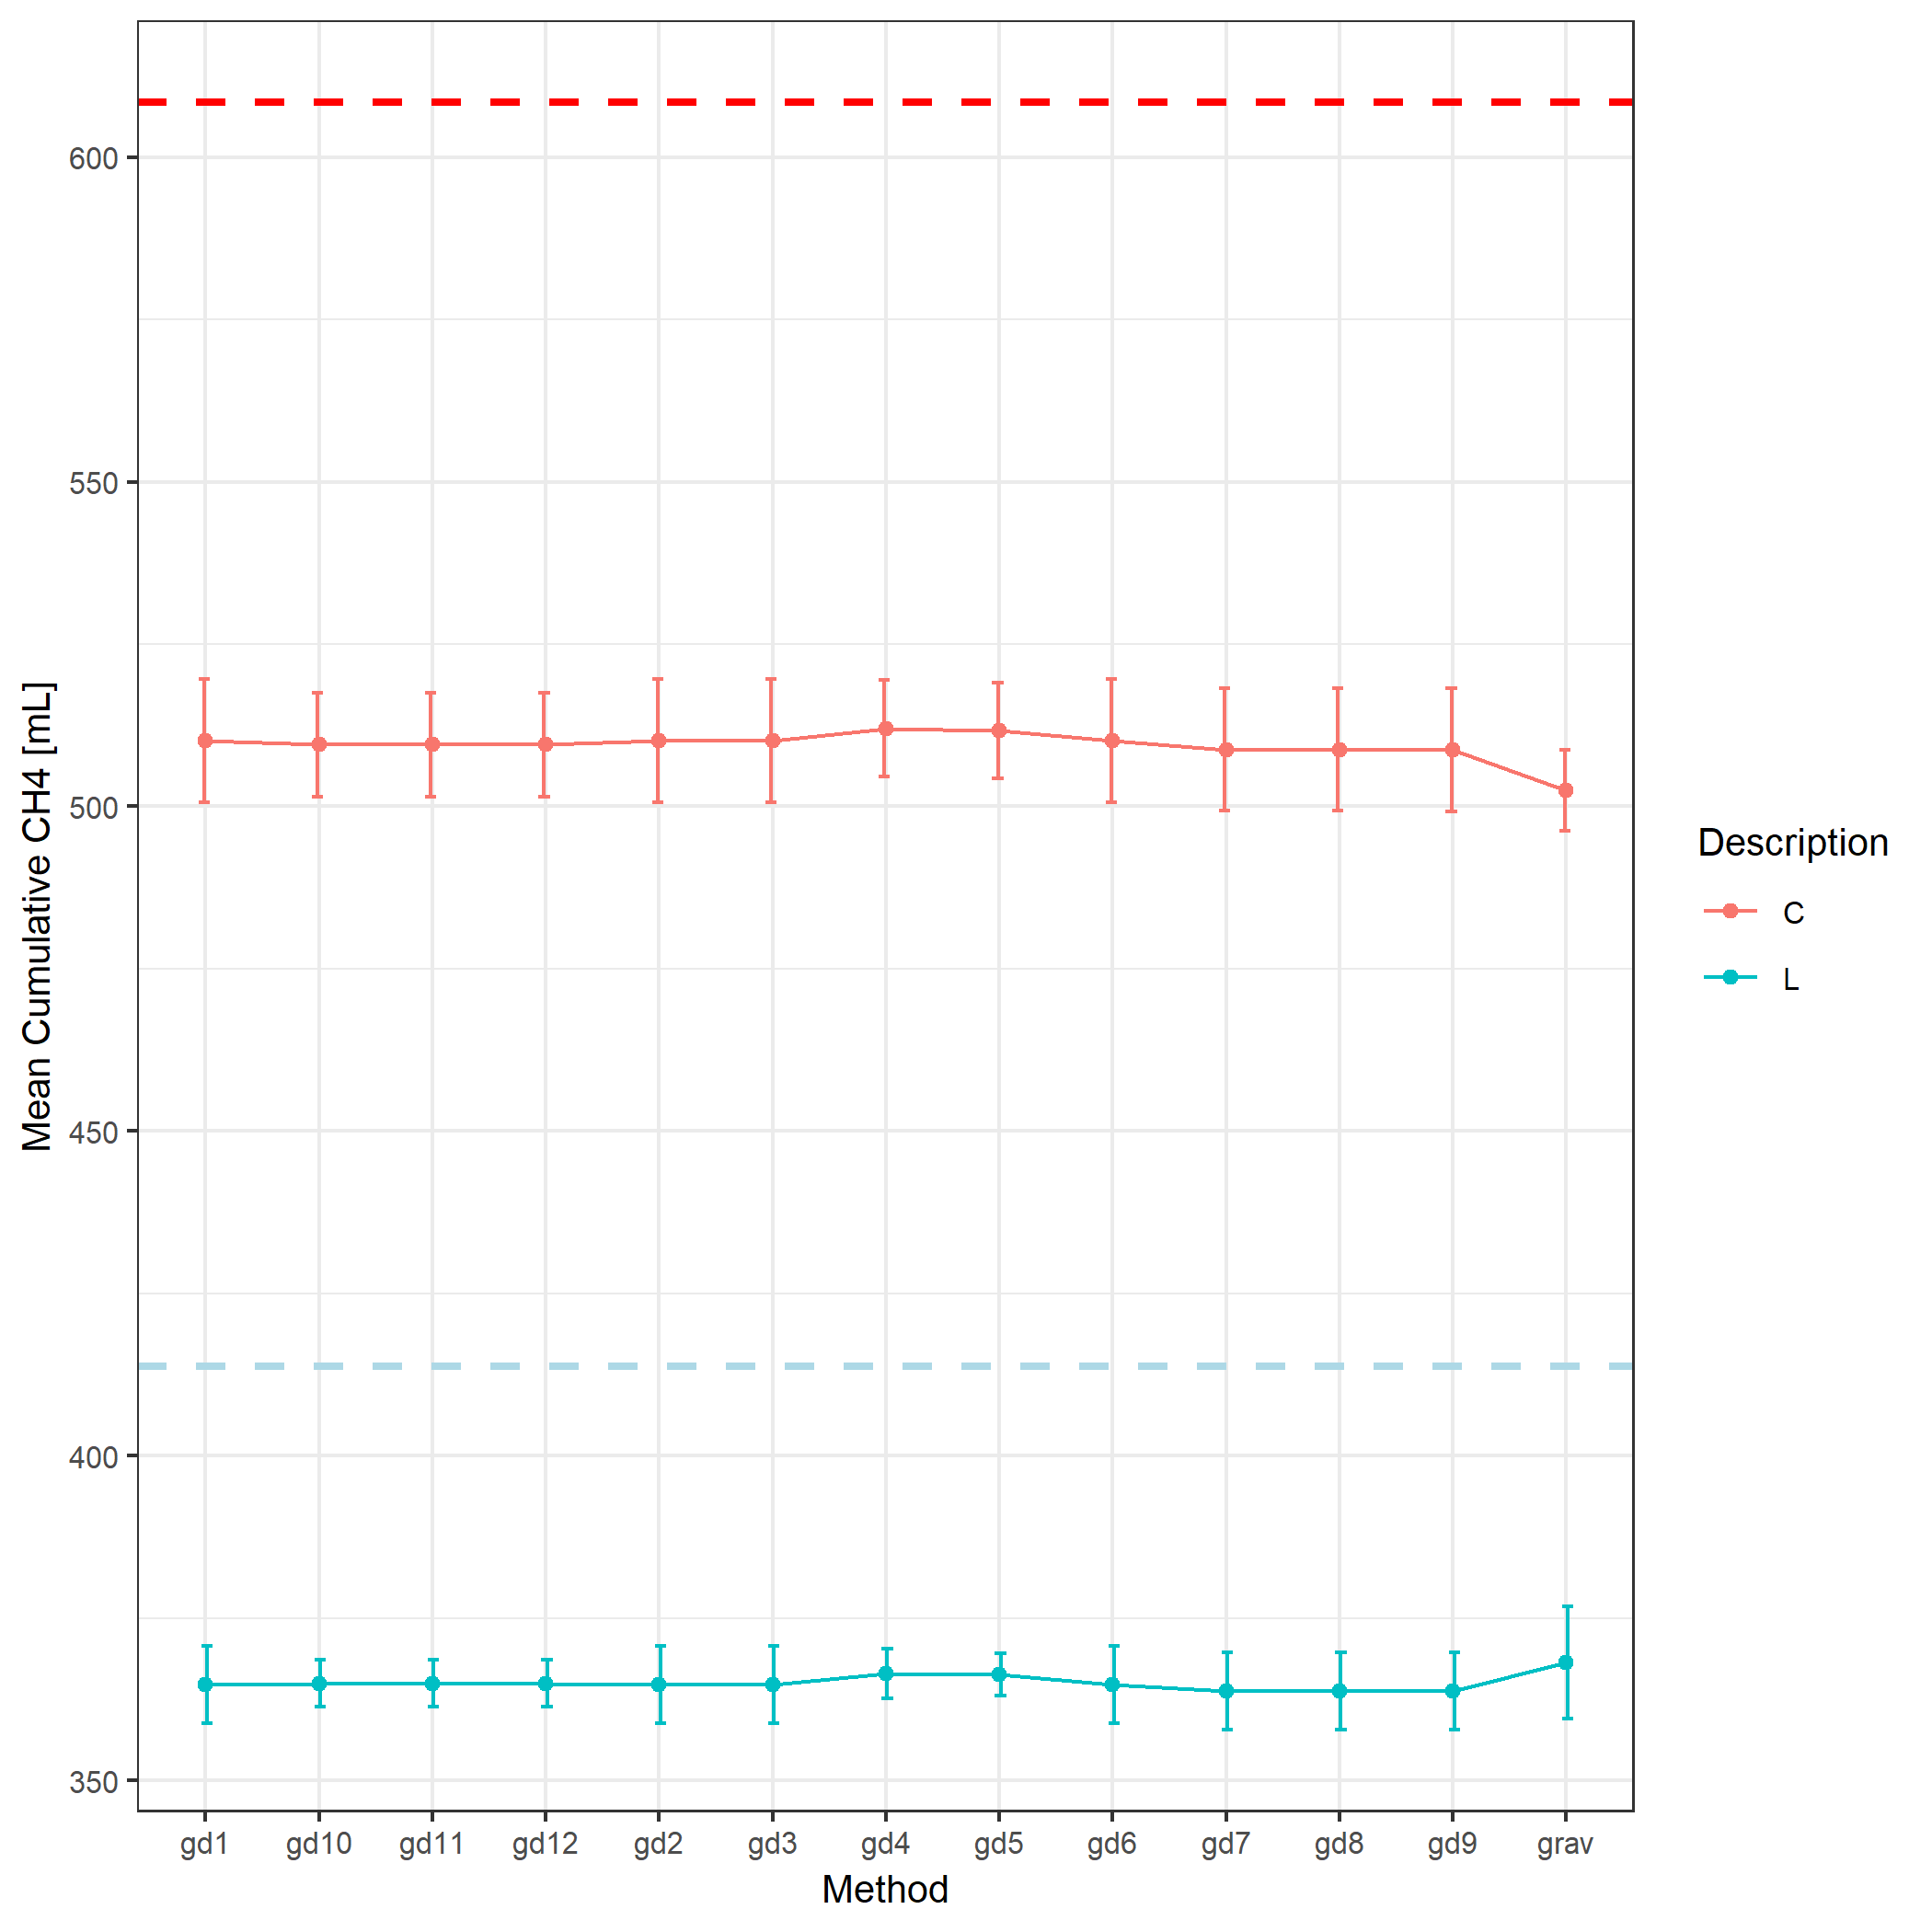 600
550
500
450
400
350
Mean Cumulative CH4 [mL]
gd1 gd10 gd11 gd12 gd2 gd3 gd4 gd5 gd6 gd7 gd8 gd9 grav
Method
Description
C
L